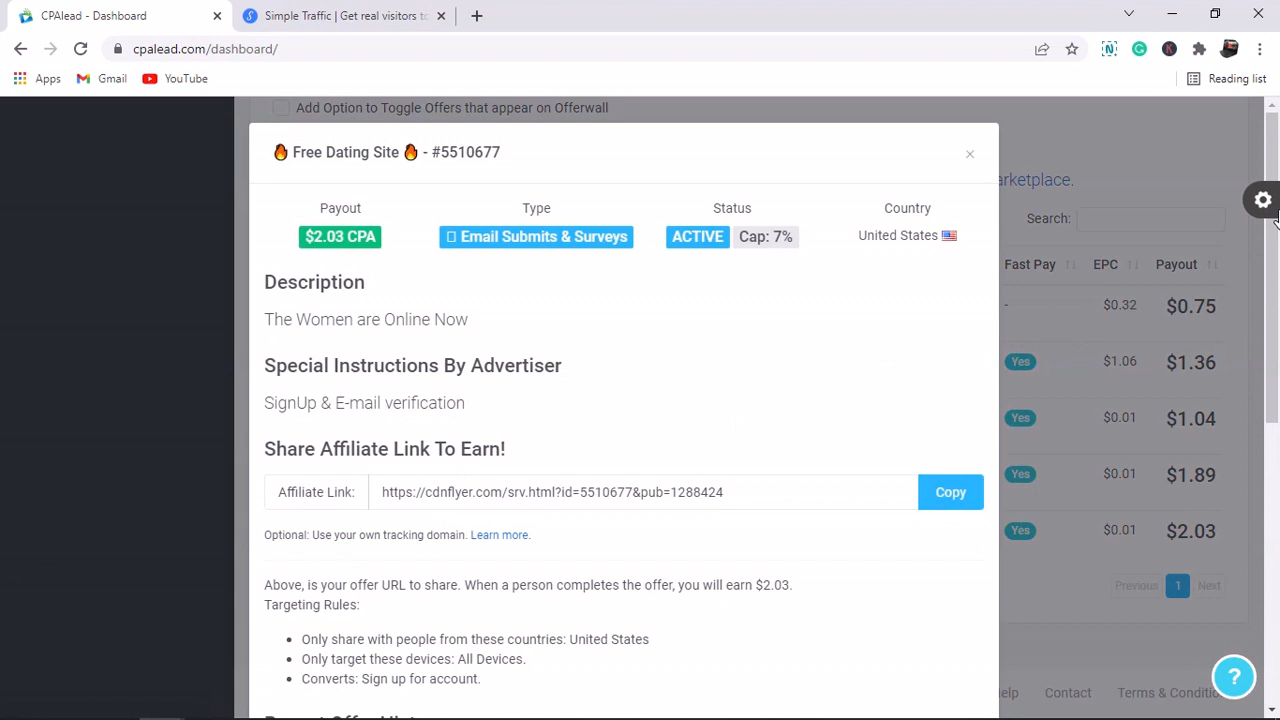 CPAlead - Dashboard
Simple Traffic | Get real visitors to
cpalead.com/dashboard/
Apps
Gmail
YouTube
Reading list
Add Option to Toggle Offers that appear on Offerwall
🔥 Free Dating Site 🔥 - #5510677
×
arketplace.
Payout
Type
Status
Country
Search:
$2.03 CPA
Email Submits & Surveys
ACTIVE
Cap: 7%
United States
Fast Pay
EPC
Payout
Description
- $0.32 $0.75
The Women are Online Now
Yes $1.06 $1.36
Special Instructions By Advertiser
SignUp & E-mail verification
Yes $0.01 $1.04
Share Affiliate Link To Earn!
Yes $0.01 $1.89
Affiliate Link:
https://cdnflyer.com/srv.html?id=5510677&pub=1288424
Copy
Optional: Use your own tracking domain. Learn more.
Yes $0.01 $2.03
Above, is your offer URL to share. When a person completes the offer, you will earn $2.03.
Previous 1 Next
Targeting Rules:
• Only share with people from these countries: United States
• Only target these devices: All Devices.
• Converts: Sign up for account.
?
elp
Contact
Terms & Conditio